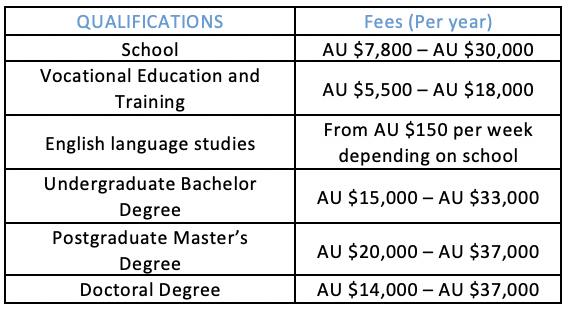 QUALIFICATIONS Fees (Per year)
School AU $7,800 – AU $30,000
Vocational Education and
Training
AU $5,500 – AU $18,000
English language studies
From AU $150 per week
depending on school
Undergraduate Bachelor
Degree
AU $15,000 – AU $33,000
Postgraduate Master’s
Degree
AU $20,000 – AU $37,000
Doctoral Degree AU $14,000 – AU $37,000